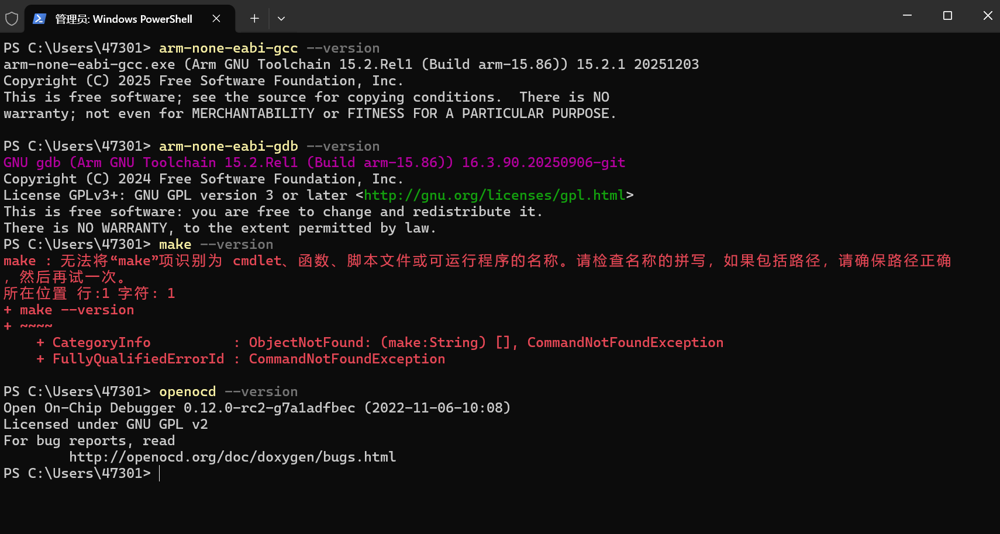 管理员: Windows PowerShell
PS C:\Users\47301> arm-none-eabi-gcc --version
arm-none-eabi-gcc.exe (Arm GNU Toolchain 15.2.Rel1 (Build arm-15.86)) 15.2.1 20251203
Copyright (C) 2025 Free Software Foundation, Inc.
This is free software; see the source for copying conditions.  There is NO
warranty; not even for MERCHANTABILITY or FITNESS FOR A PARTICULAR PURPOSE.
PS C:\Users\47301> arm-none-eabi-gdb --version
GNU gdb (Arm GNU Toolchain 15.2.Rel1 (Build arm-15.86)) 16.3.90.20250906-git
Copyright (C) 2024 Free Software Foundation, Inc.
License GPLv3+: GNU GPL version 3 or later <http://gnu.org/licenses/gpl.html>
This is free software: you are free to change and redistribute it.
There is NO WARRANTY, to the extent permitted by law.
PS C:\Users\47301> make --version
make : 无法将“make”项识别为 cmdlet、函数、脚本文件或可运行程序的名称。请检查名称的拼写，如果包括路径，请确保路径正确
，然后再试一次。
所在位置 行:1 字符: 1
+ make --version
+ ~~~~
    + CategoryInfo          : ObjectNotFound: (make:String) [], CommandNotFoundException
    + FullyQualifiedErrorId : CommandNotFoundException
PS C:\Users\47301> openocd --version
Open On-Chip Debugger 0.12.0-rc2-g7a1adfbec (2022-11-06-10:08)
Licensed under GNU GPL v2
For bug reports, read
        http://openocd.org/doc/doxygen/bugs.html
PS C:\Users\47301>